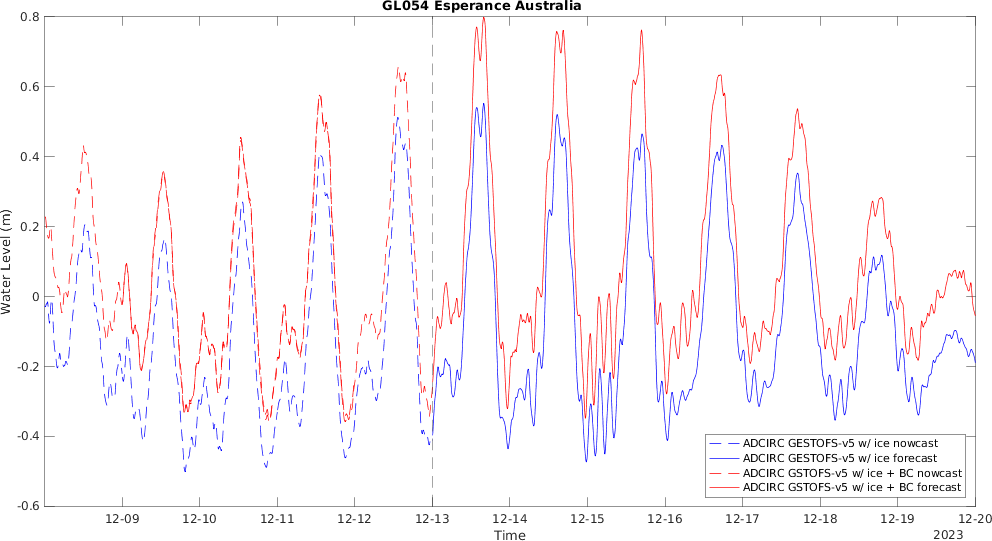 GL054 Esperance Australia
Water Level (m)
0.8
0.6
0.4
0.2
0
-0.2
-0.4
-0.6
ADCIRC GESTOFS-v5 w/ ice nowcast
ADCIRC GESTOFS-v5 w/ ice forecast
ADCIRC GSTOFS-v5 w/ ice + BC nowcast
ADCIRC GSTOFS-v5 w/ ice + BC forecast
12-09 12-10 12-11 12-12 12-13 12-14 12-15 12-16 12-17 12-18 12-19 12-20
Time
2023